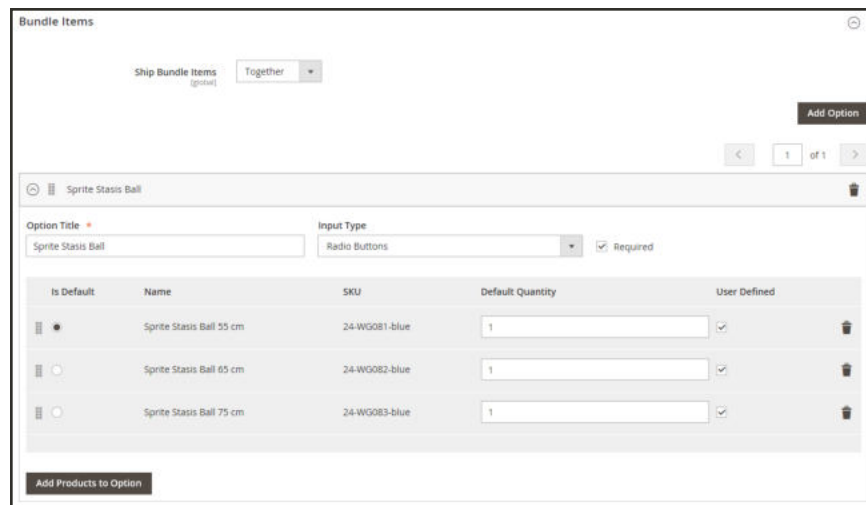 Bundle Items
Ship Bundle Items
[global]
Together
Add Option
1 of 1
Sprite Stasis Ball
Option Title *
Input Type
Sprite Stasis Ball
Radio Buttons
Required
Is Default Name SKU Default Quantity User Defined
Sprite Stasis Ball 55 cm 24-WG081-blue 1
Sprite Stasis Ball 65 cm 24-WG082-blue 1
Sprite Stasis Ball 75 cm 24-WG083-blue 1
Add Products to Option